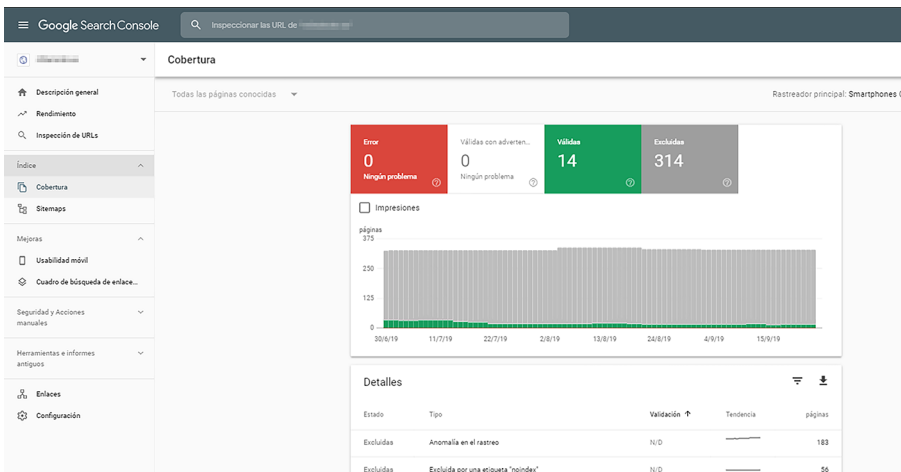 Google Search Console
Inspeccionar las URL de
Descripción general
Rendimiento
Inspección de URLs
Índice
Cobertura
Sitemaps
Mejoras
Usabilidad móvil
Cuadro de búsqueda de enlace...
Seguridad y Acciones
manuales
Herramientas e informes
antiguos
Enlaces
Configuración
Cobertura
Todas las páginas conocidas
Rastreador principal: Smartphones
Error
0
Ningún problema
Válidas con adverten...
0
Ningún problema
Válidas
14
Excluidas
314
Impresiones
páginas
375
250
125
0
30/6/19 11/7/19 22/7/19 2/8/19 13/8/19 24/8/19 4/9/19 15/9/19
Detalles
Estado Tipo Validación Tendencia páginas
Excluidas Anomalía en el rastreo N/D 183
Excluidas Excluida por una etiqueta "noindex" N/D 56